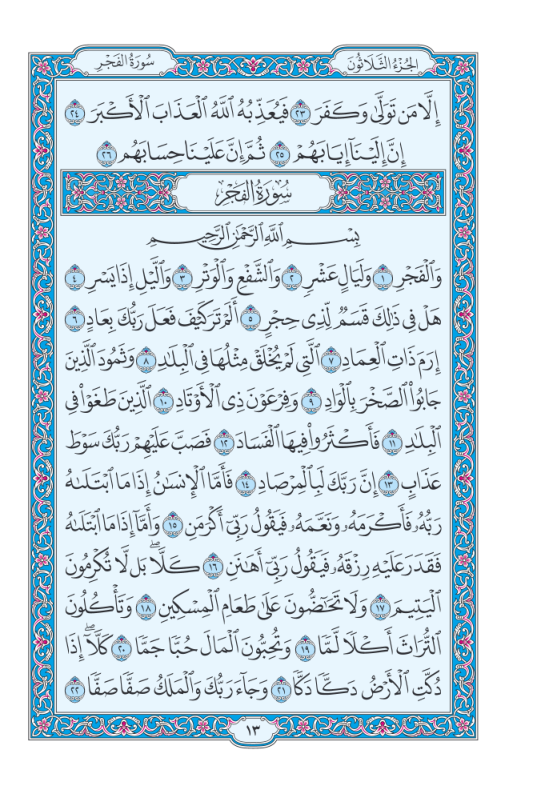 الجُزْءُ الثَّلَاثُونَ
سُورَةُ الفَجْرِ
إِلَّا مَن تَوَلَّىٰ وَكَفَرَ ٢٣ فَيُعَذِّبُهُ ٱللَّهُ ٱلۡعَذَابَ ٱلۡأَكۡبَرَ ٢٤
إِنَّ إِلَيۡنَآ إِيَابَهُمۡ ٢٥ ثُمَّ إِنَّ عَلَيۡنَا حِسَابَهُم ٢٦
سُورَةُ الفَجْرِ
بِسۡمِ ٱللَّهِ ٱلرَّحۡمَٰنِ ٱلرَّحِيمِ
وَٱلۡفَجۡرِ ١ وَلَيَالٍ عَشۡرٖ ٢ وَٱلشَّفۡعِ وَٱلۡوَتۡرِ ٣ وَٱلَّيۡلِ إِذَا يَسۡرِ ٤
هَلۡ فِي ذَٰلِكَ قَسَمٞ لِّذِي حِجۡرٍ ٥ أَلَمۡ تَرَ كَيۡفَ فَعَلَ رَبُّكَ بِعَادٍ ٦
إِرَمَ ذَاتِ ٱلۡعِمَادِ ٧ ٱلَّتِي لَمۡ يُخۡلَقۡ مِثۡلُهَا فِي ٱلۡبِلَٰدِ ٨ وَثَمُودَ ٱلَّذِينَ
جَابُواْ ٱلصَّخۡرَ بِٱلۡوَادِ ٩ وَفِرۡعَوۡنَ ذِي ٱلۡأَوۡتَادِ ١٠ ٱلَّذِينَ طَغَوۡاْ فِي
ٱلۡبِلَٰدِ ١١ فَأَكۡثَرُواْ فِيهَا ٱلۡفَسَادَ ١٢ فَصَبَّ عَلَيۡهِمۡ رَبُّكَ سَوۡطَ
عَذَابٍ ١٣ إِنَّ رَبَّكَ لَبِٱلۡمِرۡصَادِ ١٤ فَأَمَّا ٱلۡإِنسَٰنُ إِذَا مَا ٱبۡتَلَىٰهُ
رَبُّهُۥ فَأَكۡرَمَهُۥ وَنَعَّمَهُۥ فَيَقُولُ رَبِّيٓ أَكۡرَمَنِ ١٥ وَأَمَّآ إِذَا مَا ٱبۡتَلَىٰهُ
فَقَدَرَ عَلَيۡهِ رِزۡقَهُۥ فَيَقُولُ رَبِّيٓ أَهَٰنَنِ ١٦ كَلَّاۖ بَل لَّا تُكۡرِمُونَ
ٱلۡيَتِيمَ ١٧ وَلَا تَحَٰٓضُّونَ عَلَىٰ طَعَامِ ٱلۡمِسۡكِينِ ١٨ وَتَأۡكُلُونَ
ٱلتُّرَاثَ أَكۡلٗا لَّمّٗا ١٩ وَتُحِبُّونَ ٱلۡمَالَ حُبّٗا جَمّٗا ٢٠ كَلَّآۖ إِذَا
دُكَّتِ ٱلۡأَرۡضُ دَكّٗا دَكّٗا ٢١ وَجَآءَ رَبُّكَ وَٱلۡمَلَكُ صَفّٗا صَفّٗا ٢٢
١٣